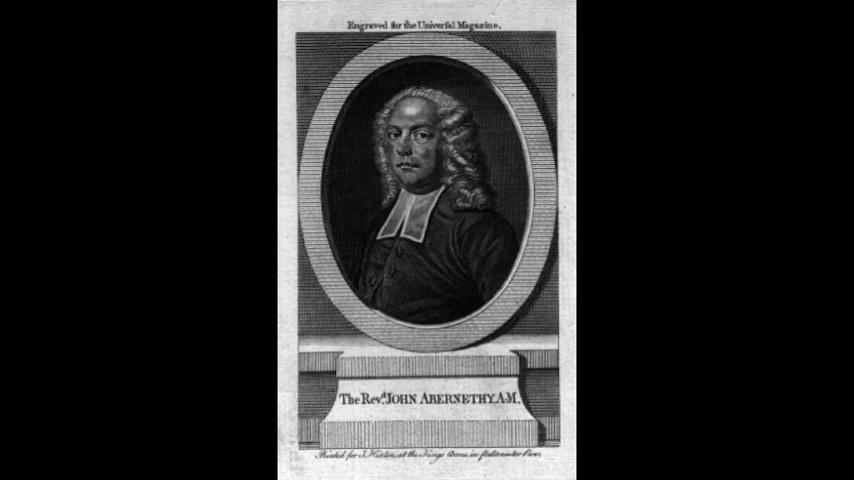 Engraved for the Universal Magazine.
The Revd. JOHN ABERNETHY, A.M.
Printed for J. Hinton, at the Kings Arms, in Paternoster Row.